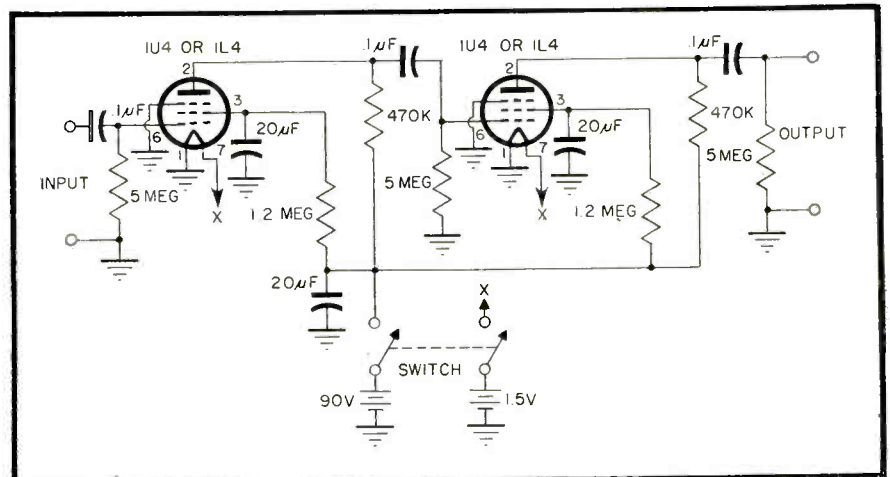 1U4 OR 1L4
.1µF
1U4 OR 1L4
.1µF
2
2
.1µF
3
20µF
470K
3
20µF
470K
6
1
7
6
1
7
INPUT
5 MEG
X
1.2 MEG
5 MEG
X
1.2 MEG
5 MEG
OUTPUT
20µF
X
SWITCH
90V
1.5V